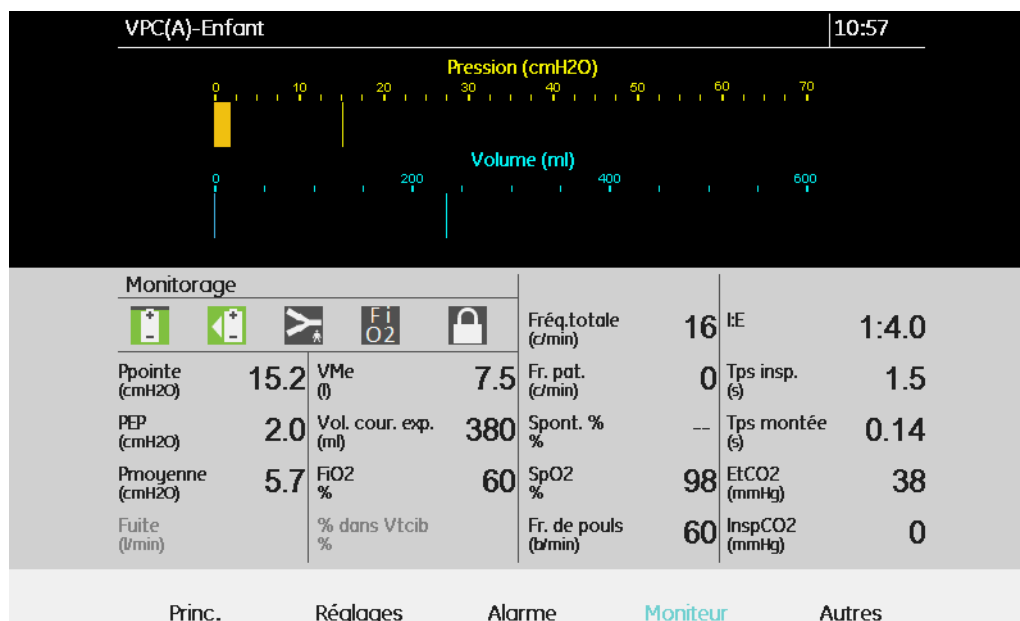 VPC(A)-Enfant 10:57
Pression (cmH2O)
0 10 20 30 40 50 60 70
Volume (ml)
0 200 400 600
Monitorage
Fi
O2
Fréq.totale 16 I:E 1:4.0
(c/min)
Ppointe 15.2 VMe 7.5 Fr. pat. 0 Tps insp. 1.5
(cmH2O) (l) (c/min) (s)
PEP 2.0 Vol. cour. exp. 380 Spont. % -- Tps montée 0.14
(cmH2O) (ml) % (s)
Pmoyenne 5.7 FiO2 60 SpO2 98 EtCO2 38
(cmH2O) % % (mmHg)
Fuite % dans Vtcib Fr. de pouls 60 InspCO2 0
(l/min) % (b/min) (mmHg)
Princ. Réglages Alarme Moniteur Autres